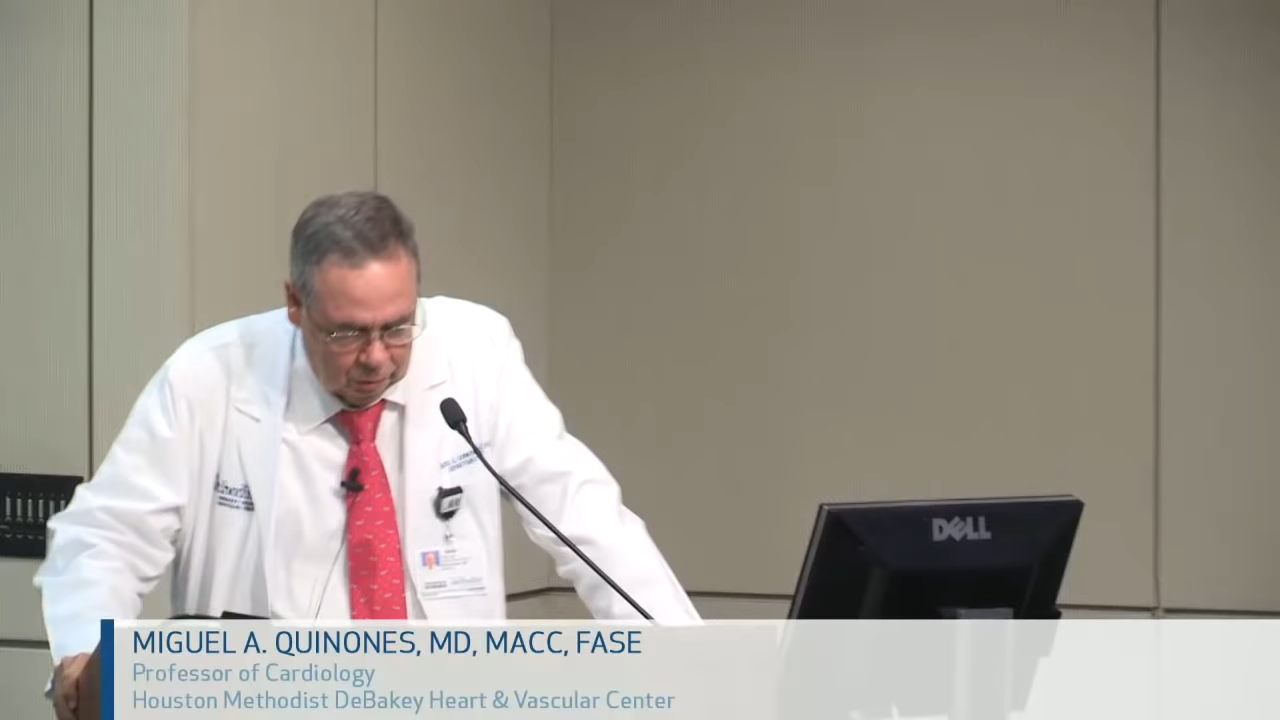 DELL
MIGUEL A. QUINONES, MD, MACC, FASE
Professor of Cardiology
Houston Methodist DeBakey Heart & Vascular Center